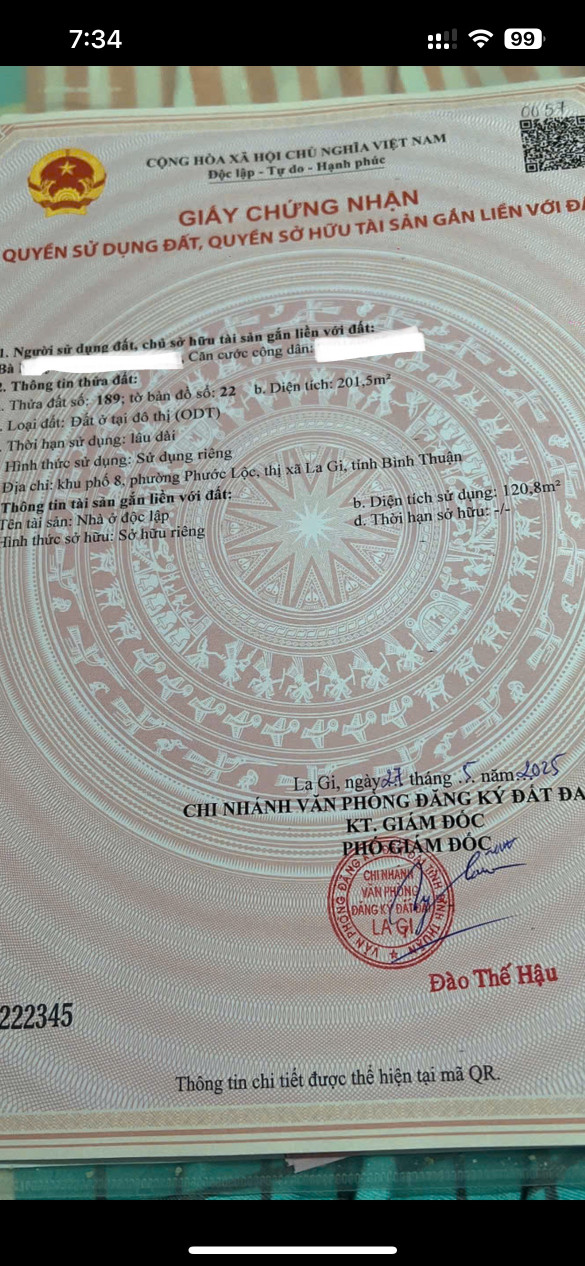 7:34
99
0057
CỘNG HÒA XÃ HỘI CHỦ NGHĨA VIỆT NAM
Độc lập - Tự do - Hạnh phúc
GIẤY CHỨNG NHẬN
QUYỀN SỬ DỤNG ĐẤT, QUYỀN SỞ HỮU TÀI SẢN GẮN LIỀN VỚI ĐẤ
1. Người sử dụng đất, chủ sở hữu tài sản gắn liền với đất:
Bà , Căn cước công dân:
2. Thông tin thửa đất:
. Thửa đất số: 189; tờ bản đồ số: 22 b. Diện tích: 201,5m²
. Loại đất: Đất ở tại đô thị (ODT)
. Thời hạn sử dụng: lâu dài
Hình thức sử dụng: Sử dụng riêng
Địa chỉ: khu phố 8, phường Phước Lộc, thị xã La Gi, tỉnh Bình Thuận
Thông tin tài sản gắn liền với đất:
Tên tài sản: Nhà ở độc lập b. Diện tích sử dụng: 120,8m²
Hình thức sở hữu: Sở hữu riêng d. Thời hạn sở hữu: -/-
La Gi, ngày 27 tháng .5. năm 2025
CHI NHÁNH VĂN PHÒNG ĐĂNG KÝ ĐẤT ĐA
KT. GIÁM ĐỐC
PHÓ GIÁM ĐỐC
CHI NHÁNH
VĂN PHÒNG
ĐĂNG KÝ ĐẤT ĐAI
LA GI
Đào Thế Hậu
222345
Thông tin chi tiết được thể hiện tại mã QR.